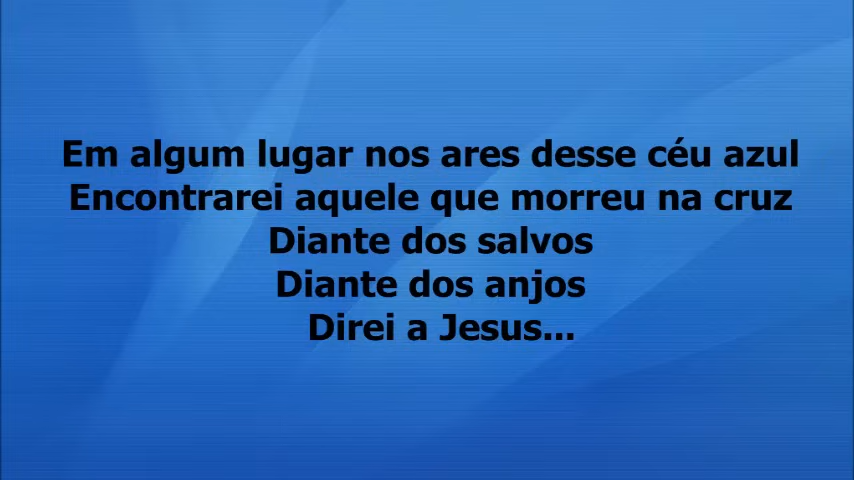 Em algum lugar nos ares desse céu azul
Encontrarei aquele que morreu na cruz
Diante dos salvos
Diante dos anjos
Direi a Jesus...